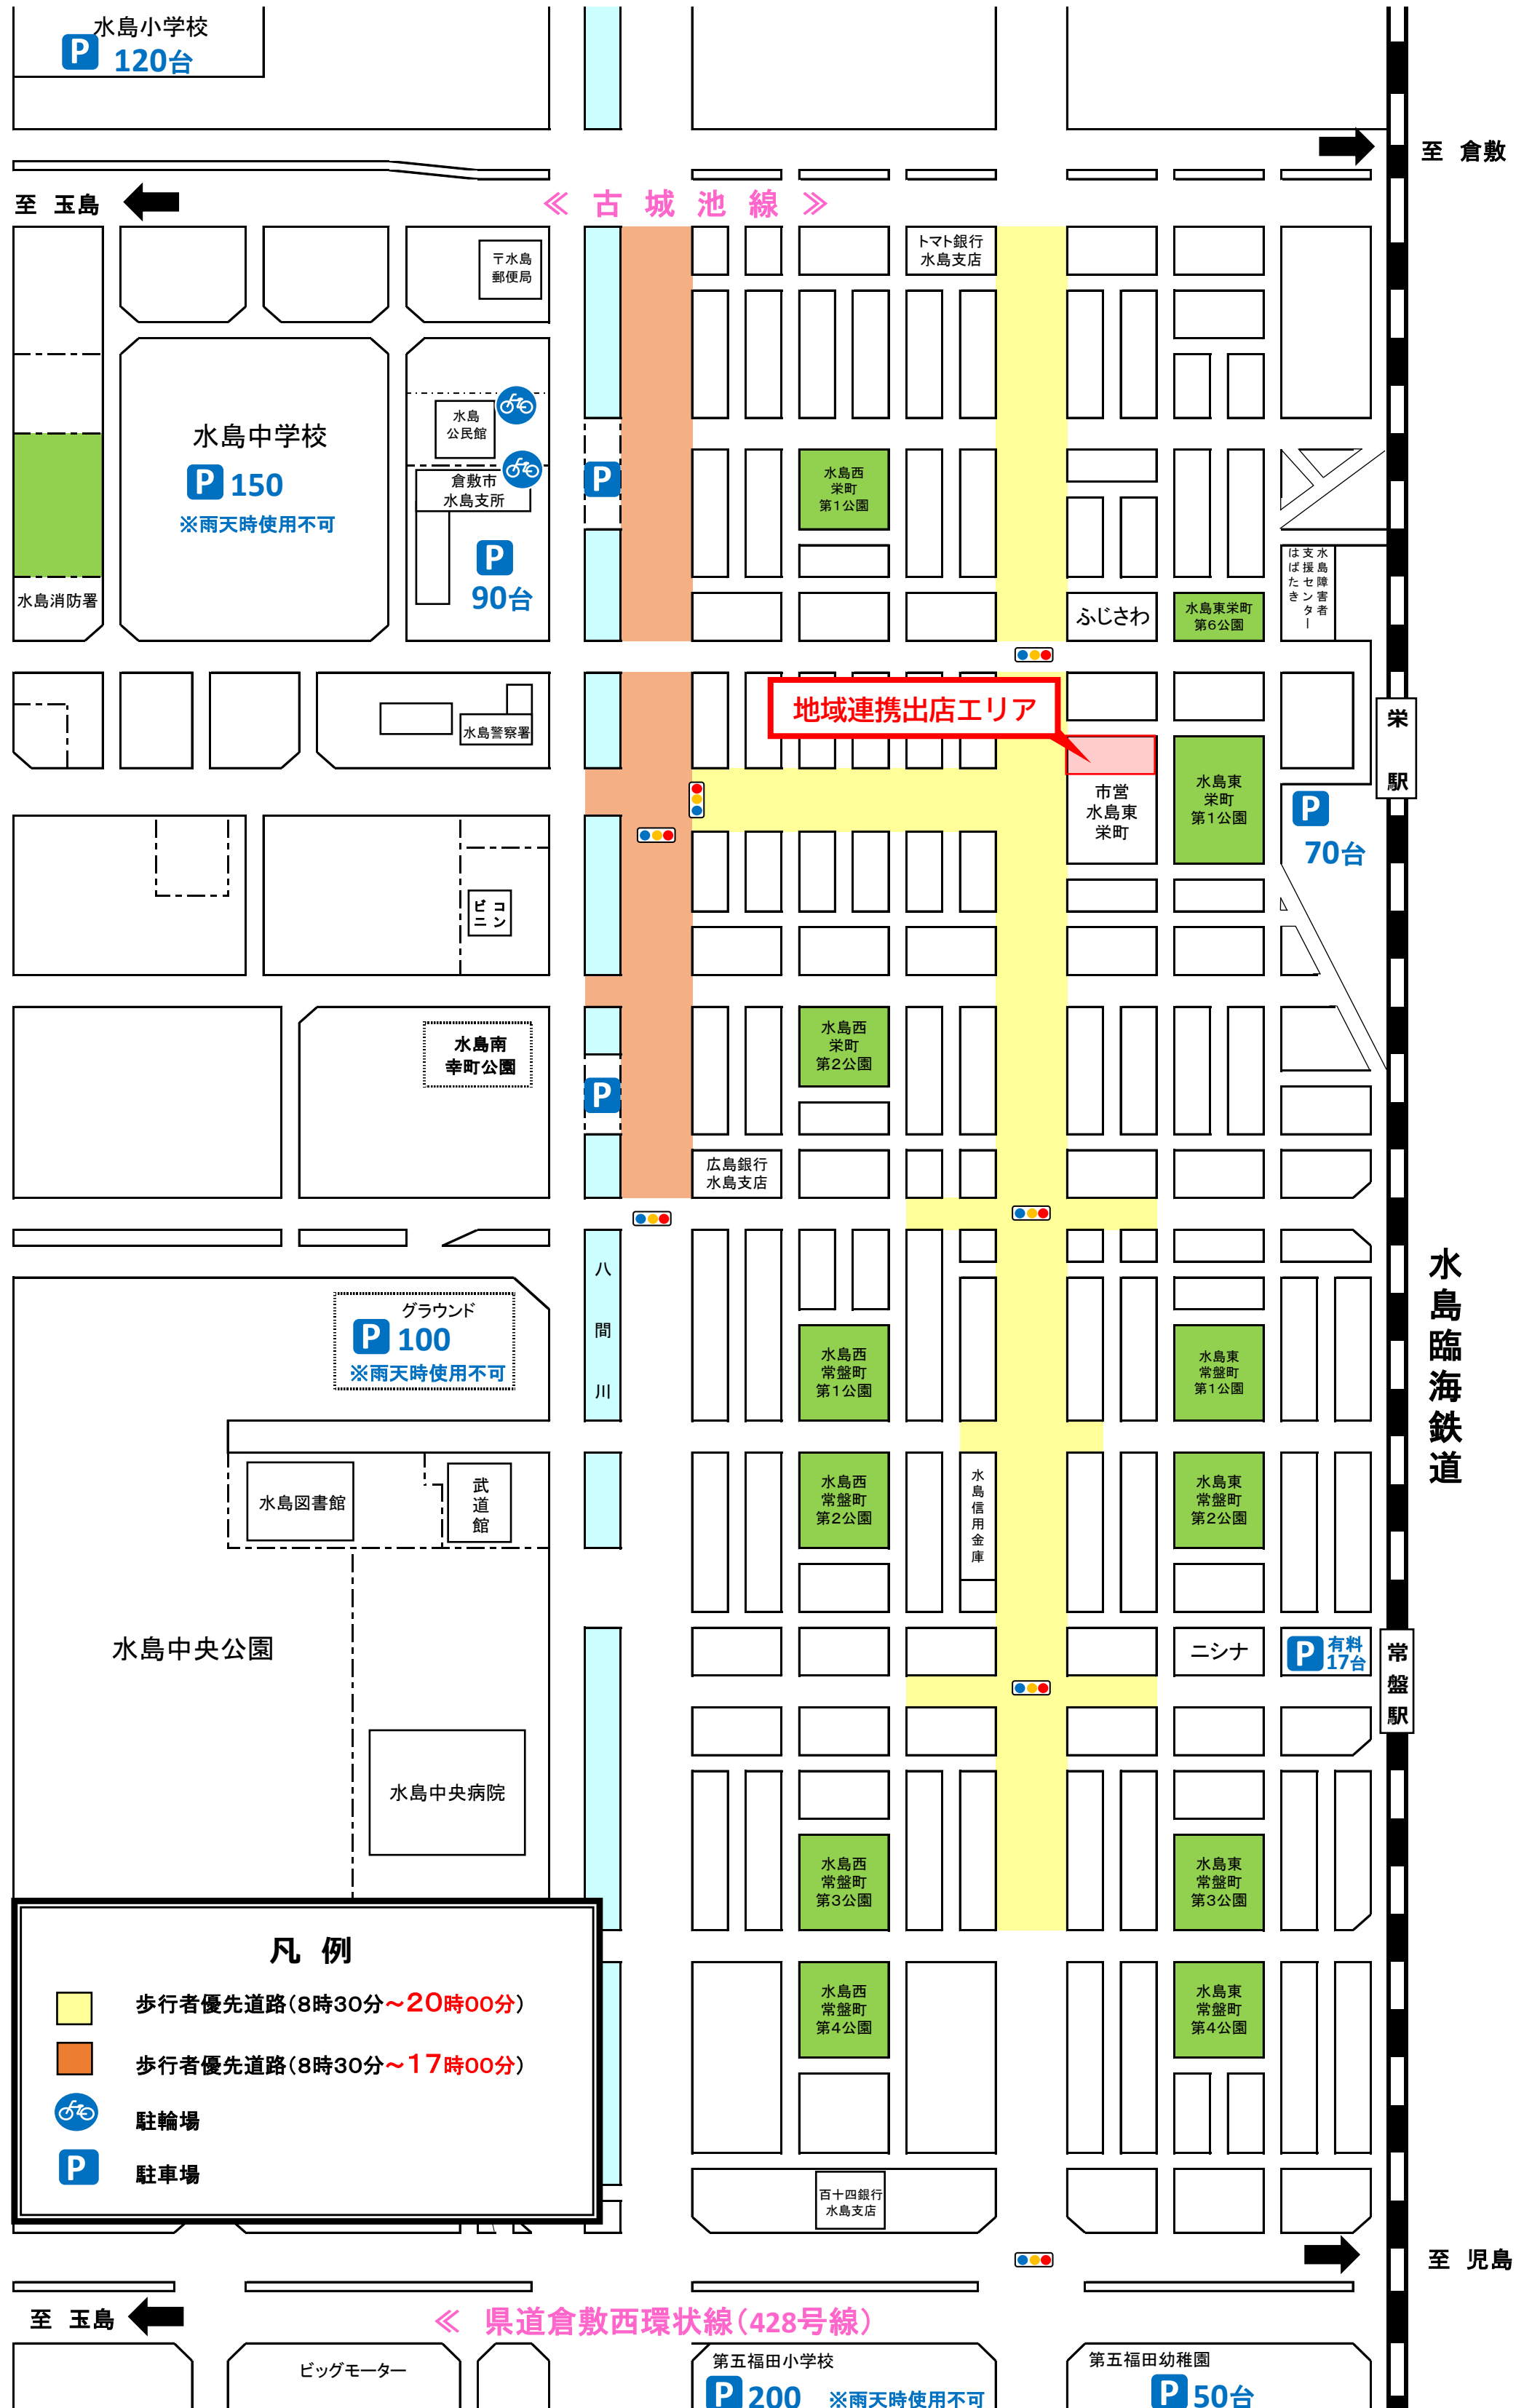 水島小学校
P 120台
至 倉敷
至 玉島
≪ 古 城 池 線 ≫
トマト銀行
水島支店
〒水島
郵便局
水島
公民館
水島中学校
P 150
※雨天時使用不可
倉敷市
水島支所
P
90台
P
水島西
栄町
第1公園
水島消防署
ふじさわ
水島東栄町
第6公園
水島障害者
支援センター
はばたき
地域連携出店エリア
水島警察署
栄駅
市営
水島東
栄町
水島東
栄町
第1公園
P
70台
コンビニ
水島南
幸町公園
P
水島西
栄町
第2公園
広島銀行
水島支店
八間川
グラウンド
P 100
※雨天時使用不可
水島西
常盤町
第1公園
水島東
常盤町
第1公園
水島臨海鉄道
水島図書館
武道館
水島西
常盤町
第2公園
水島信用金庫
水島東
常盤町
第2公園
水島中央公園
ニシナ
P 有料
17台
常盤駅
水島中央病院
水島西
常盤町
第3公園
水島東
常盤町
第3公園
凡 例
歩行者優先道路(8時30分～20時00分)
歩行者優先道路(8時30分～17時00分)
駐輪場
P 駐車場
水島西
常盤町
第4公園
水島東
常盤町
第4公園
百十四銀行
水島支店
至 児島
至 玉島
≪ 県道倉敷西環状線(428号線)
ビッグモーター
第五福田小学校
P 200 ※雨天時使用不可
第五福田幼稚園
P 50台